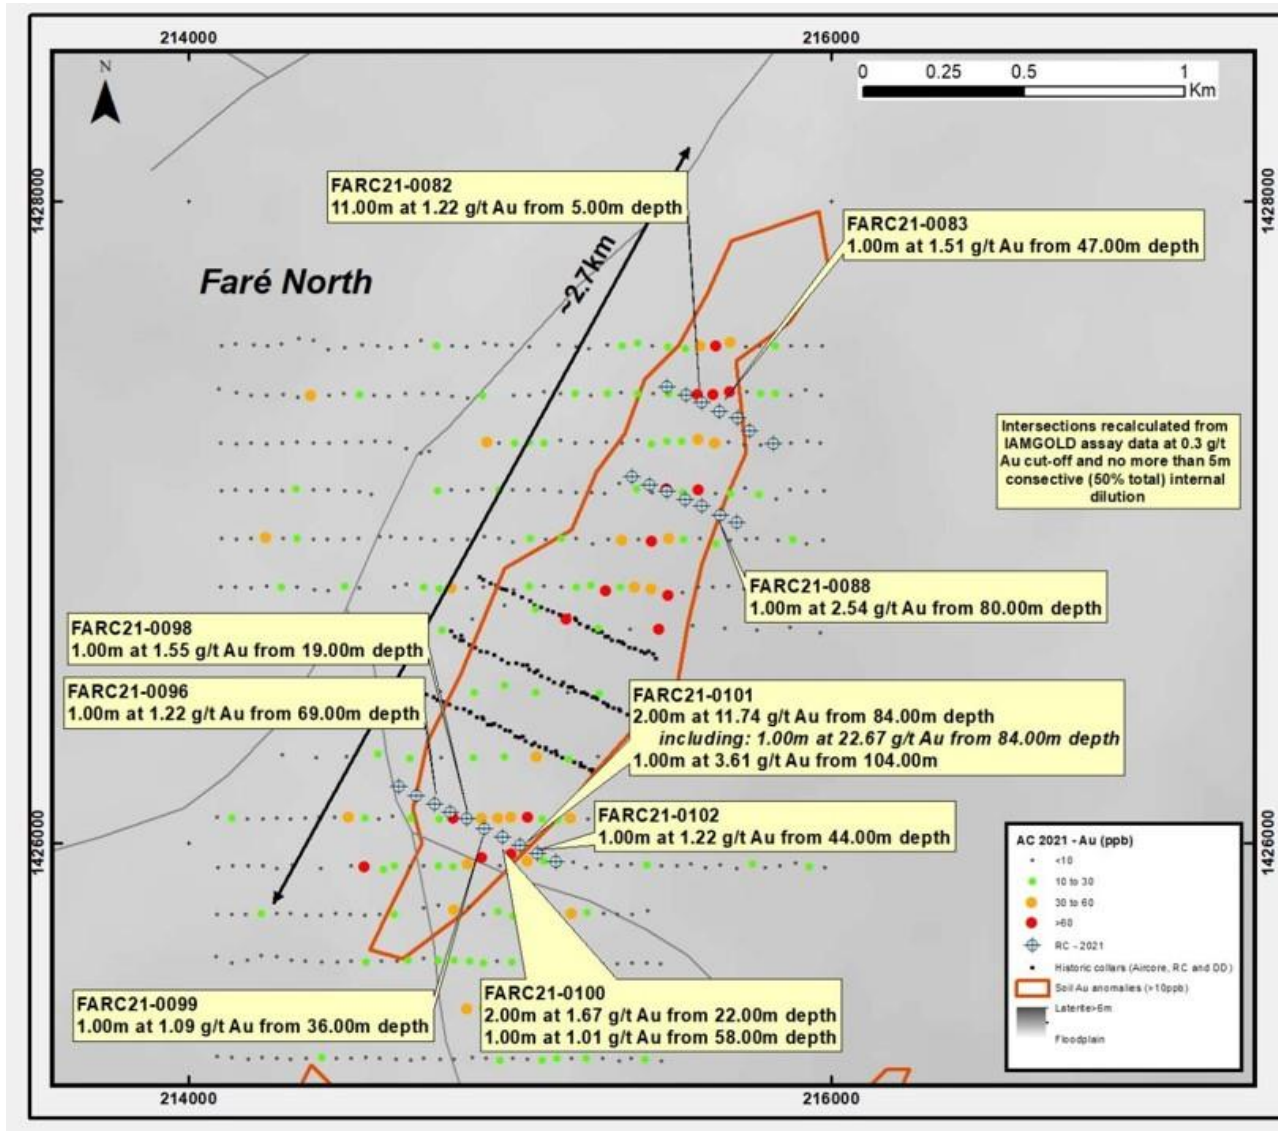 214000
216000
N
0 0.25 0.5 1
Km
1428000
1428000
FARC21-0082
11.00m at 1.22 g/t Au from 5.00m depth
FARC21-0083
1.00m at 1.51 g/t Au from 47.00m depth
~2.7km
Faré North
Intersections recalculated from
IAMGOLD assay data at 0.3 g/t
Au cut-off and no more than 5m
consective (50% total) internal
dilution
FARC21-0088
1.00m at 2.54 g/t Au from 80.00m depth
FARC21-0098
1.00m at 1.55 g/t Au from 19.00m depth
FARC21-0096
1.00m at 1.22 g/t Au from 69.00m depth
FARC21-0101
2.00m at 11.74 g/t Au from 84.00m depth
including: 1.00m at 22.67 g/t Au from 84.00m depth
1.00m at 3.61 g/t Au from 104.00m
FARC21-0102
1.00m at 1.22 g/t Au from 44.00m depth
1426000
1426000
AC 2021 - Au (ppb)
<10
10 to 30
30 to 60
>60
RC - 2021
Historic collars (Aircore, RC and DD)
Soil Au anomalies (>10ppb)
Laterite>6m
Floodplain
FARC21-0099
1.00m at 1.09 g/t Au from 36.00m depth
FARC21-0100
2.00m at 1.67 g/t Au from 22.00m depth
1.00m at 1.01 g/t Au from 58.00m depth
214000
216000